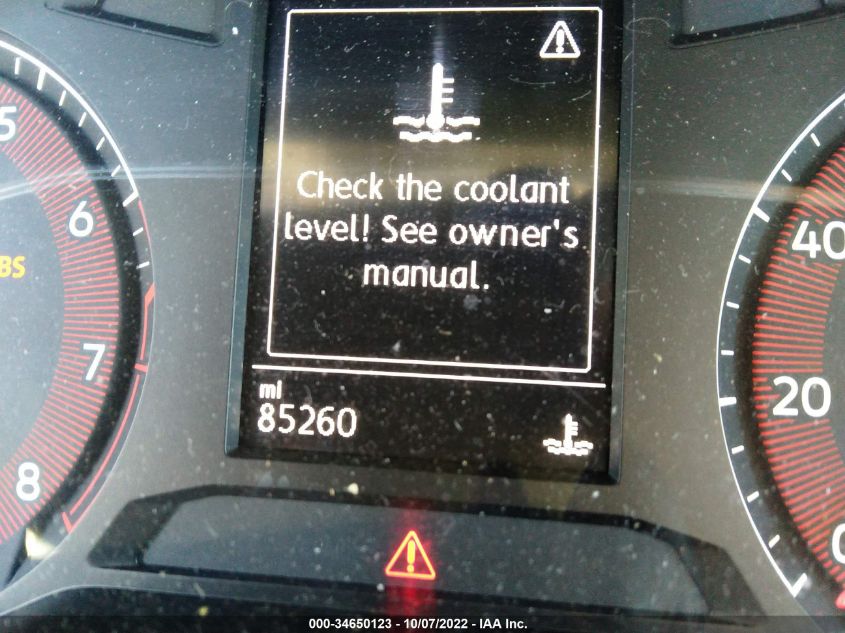 Check the coolant
level! See owner's
manual.
mi
85260
5
6
7
8
BS
40
20
0
000-34650123 - 10/07/2022 - IAA Inc.